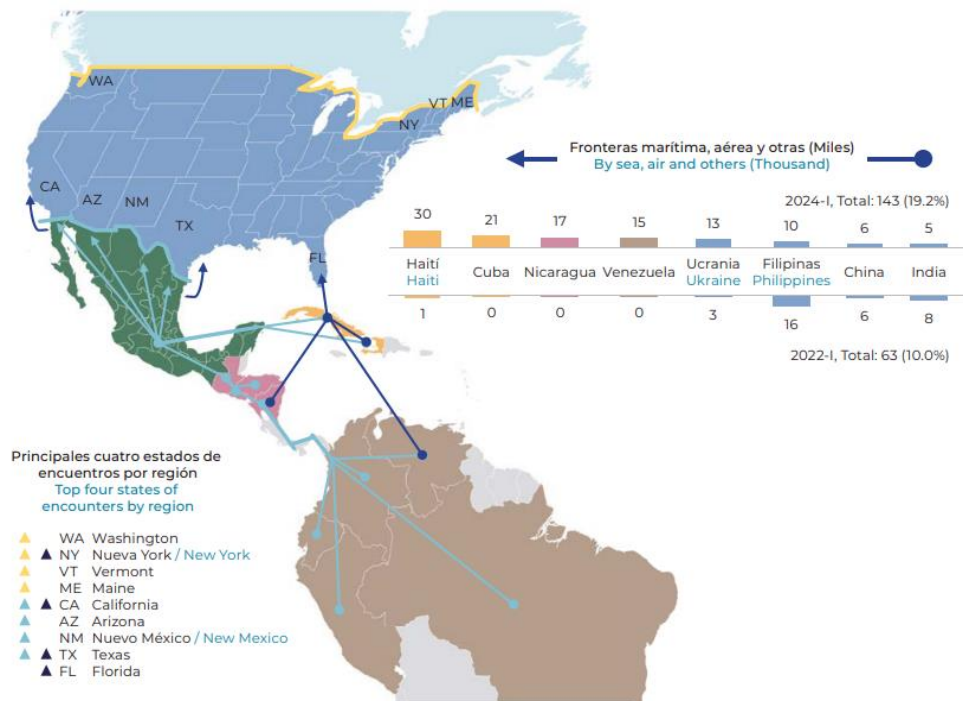 WA
VT ME
NY
CA
AZ
NM
TX
FL
Fronteras marítima, aérea y otras (Miles)
By sea, air and others (Thousand)
2024-I, Total: 143 (19.2%)
30 21 17 15 13 10 6 5
Haití Cuba Nicaragua Venezuela Ucrania Filipinas China India
Haiti Ukraine Philippines
1 0 0 0 3 16 6 8
2022-I, Total: 63 (10.0%)
Principales cuatro estados de
encuentros por región
Top four states of
encounters by region
WA Washington
NY Nueva York / New York
VT Vermont
ME Maine
CA California
AZ Arizona
NM Nuevo México / New Mexico
TX Texas
FL Florida